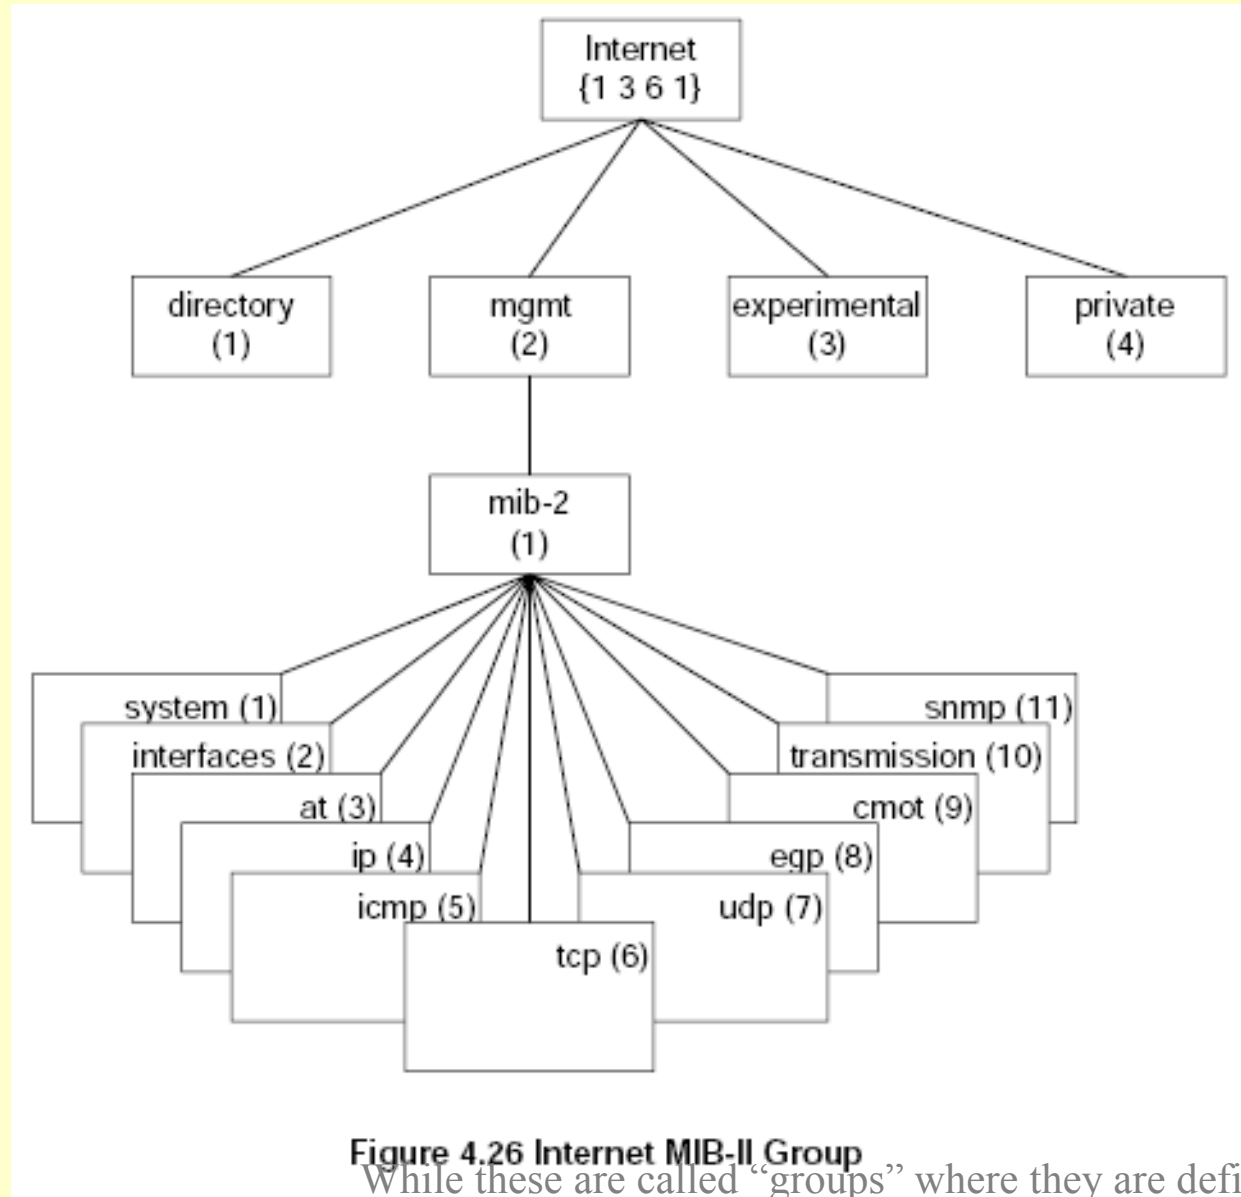 Internet
{1 3 6 1}
directory
(1)
mgmt
(2)
experimental
(3)
private
(4)
mib-2
(1)
system (1)
snmp (11)
interfaces (2)
transmission (10)
at (3)
cmot (9)
ip (4)
egp (8)
icmp (5)
udp (7)
tcp (6)
Figure 4.26 Internet MIB-II Group
While these are called “groups” where they are defi